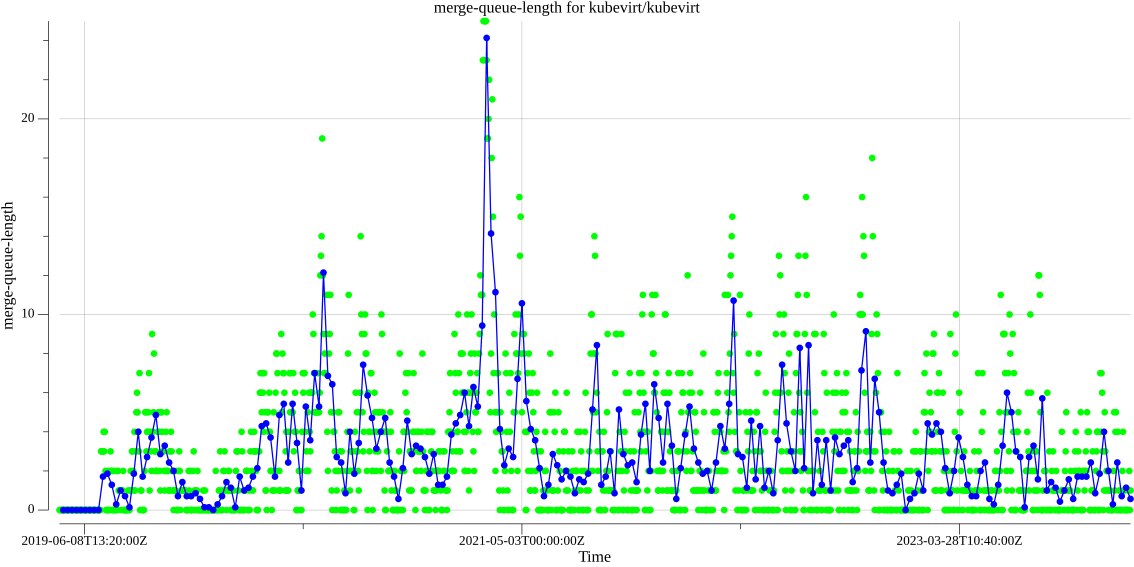 merge-queue-length for kubevirt/kubevirt
merge-queue-length
20
10
0
2019-06-08T13:20:00Z
2021-05-03T00:00:00Z
2023-03-28T10:40:00Z
Time